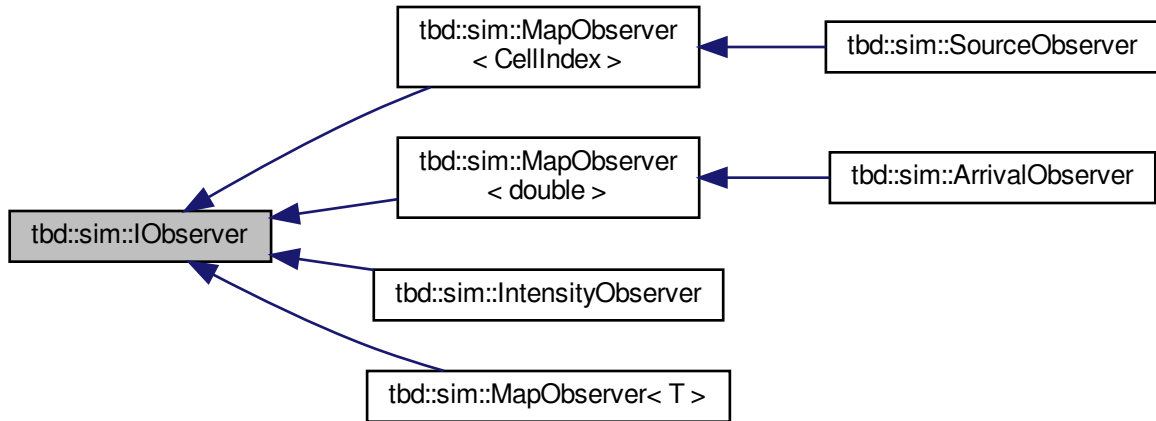 tbd::sim::MapObserver
< CellIndex >
tbd::sim::SourceObserver
tbd::sim::MapObserver
< double >
tbd::sim::ArrivalObserver
tbd::sim::IObserver
tbd::sim::IntensityObserver
tbd::sim::MapObserver< T >